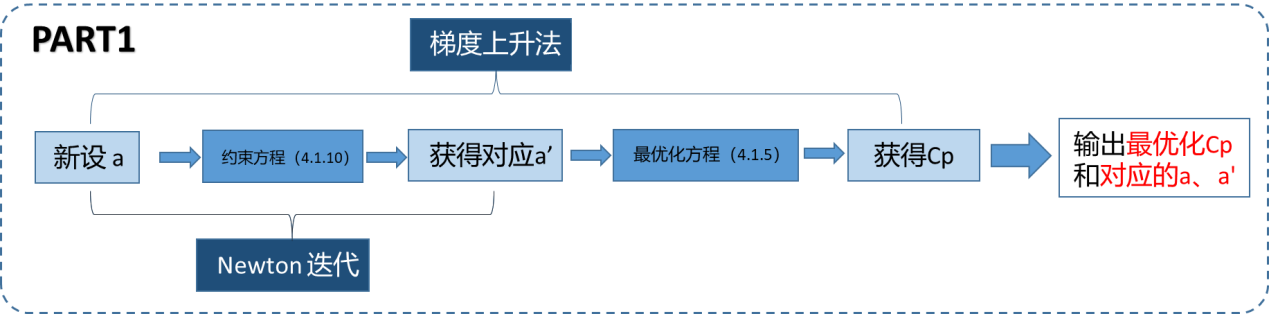 PART1
梯度上升法
新设 a
约束方程（4.1.10）
获得对应a’
最优化方程（4.1.5）
获得Cp
输出最优化Cp
和对应的a、a'
Newton 迭代